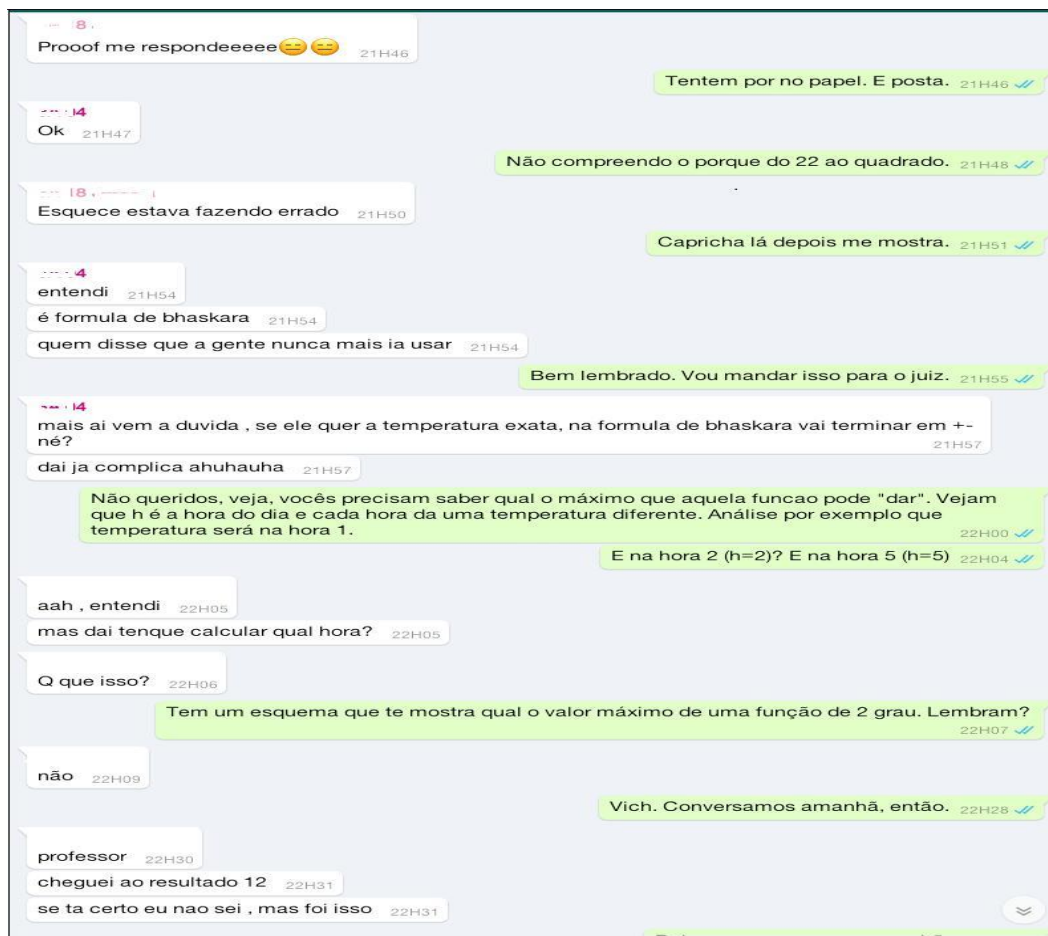 8.
Prooof me respondeeeee😑😑 21H46
Tentem por no papel. E posta. 21H46
4
Ok 21H47
Não compreendo o porque do 22 ao quadrado. 21H48
8.
Esquece estava fazendo errado 21H50
Capricha lá depois me mostra. 21H51
4
entendi 21H54
é formula de bhaskara 21H54
quem disse que a gente nunca mais ia usar 21H54
Bem lembrado. Vou mandar isso para o juiz. 21H55
4
mais ai vem a duvida , se ele quer a temperatura exata, na formula de bhaskara vai terminar em +-
né? 21H57
dai ja complica ahuhauha 21H57
Não queridos, veja, vocês precisam saber qual o máximo que aquela funcao pode "dar". Vejam
que h é a hora do dia e cada hora da uma temperatura diferente. Análise por exemplo que
temperatura será na hora 1. 22H00
E na hora 2 (h=2)? E na hora 5 (h=5) 22H04
aah , entendi 22H05
mas dai tenque calcular qual hora? 22H05
Q que isso? 22H06
Tem um esquema que te mostra qual o valor máximo de uma função de 2 grau. Lembram?
22H07
não 22H09
Vich. Conversamos amanhã, então. 22H28
professor 22H30
cheguei ao resultado 12 22H31
se ta certo eu nao sei , mas foi isso 22H31